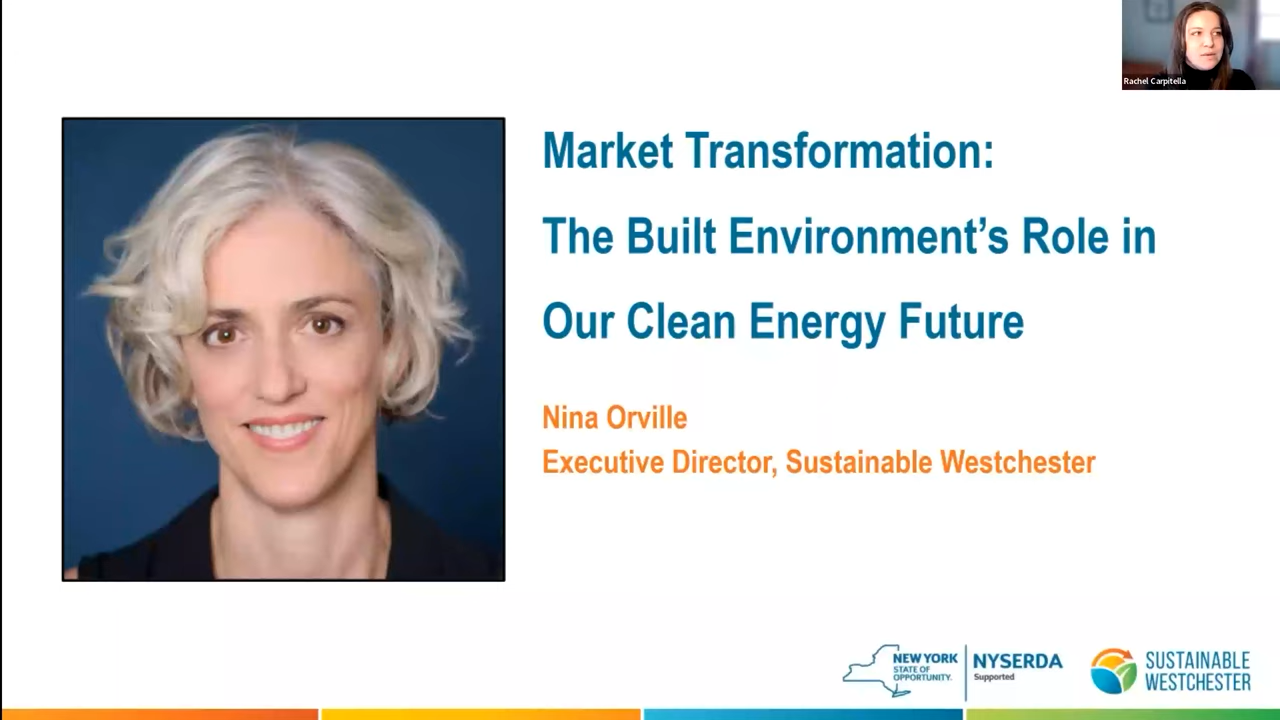 Rachel Carpitella
Market Transformation:
The Built Environment's Role in
Our Clean Energy Future
Nina Orville
Executive Director, Sustainable Westchester
NEW YORK
STATE OF
OPPORTUNITY.
NYSERDA
Supported
SUSTAINABLE
WESTCHESTER